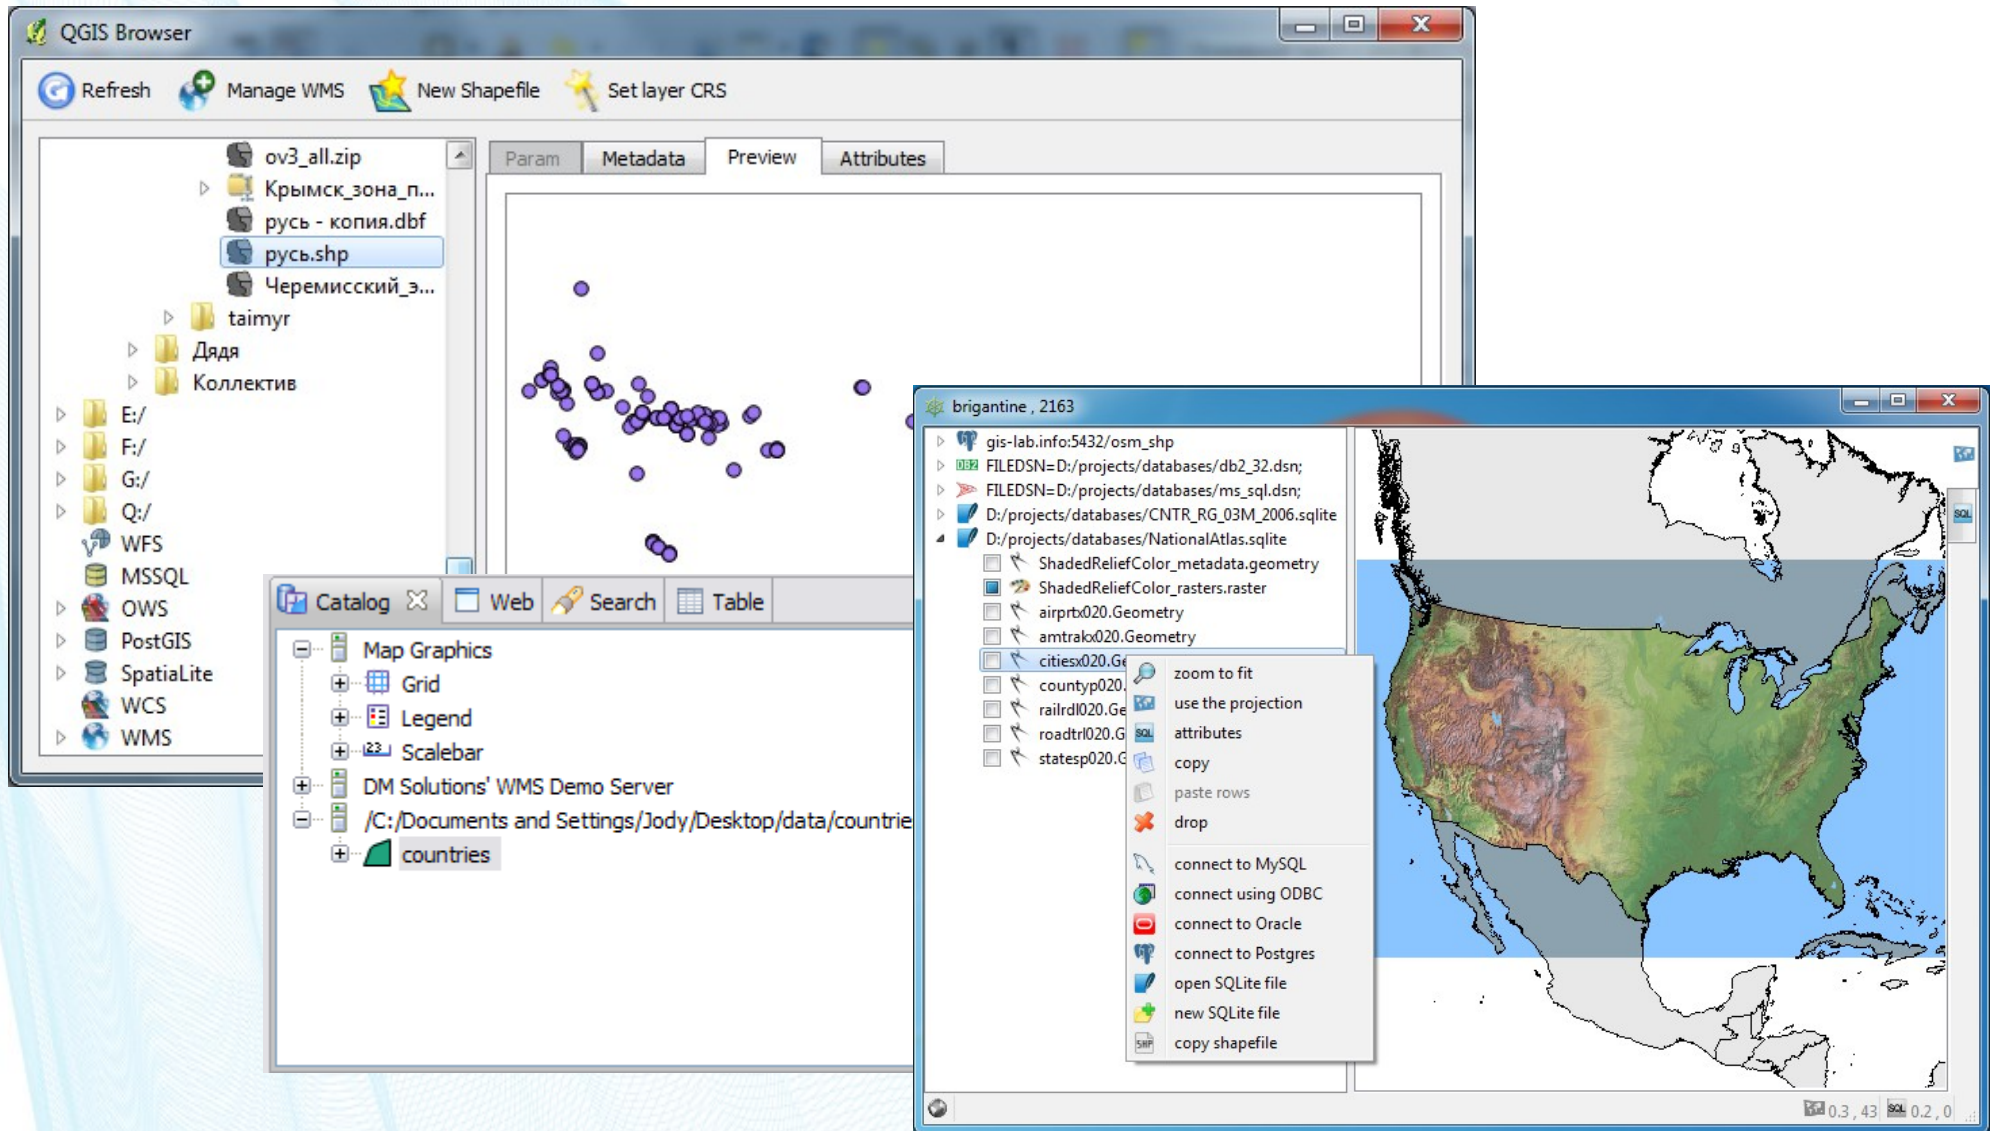 QGIS Browser
Refresh Manage WMS New Shapefile Set layer CRS
ov3_all.zip
Крымск_зона_п...
русь - копия.dbf
русь.shp
Черемисский_э...
taimyr
Дядя
Коллектив
E:/
F:/
G:/
Q:/
WFS
MSSQL
OWS
PostGIS
SpatiaLite
WCS
WMS
Param Metadata Preview Attributes
Catalog Web Search Table
Map Graphics
Grid
Legend
23 Scalebar
DM Solutions' WMS Demo Server
/C:/Documents and Settings/Jody/Desktop/data/countrie
countries
brigantine , 2163
gis-lab.info:5432/osm_shp
DB2 FILEDSN=D:/projects/databases/db2_32.dsn;
FILEDSN=D:/projects/databases/ms_sql.dsn;
D:/projects/databases/CNTR_RG_03M_2006.sqlite
D:/projects/databases/NationalAtlas.sqlite
ShadedReliefColor_metadata.geometry
ShadedReliefColor_rasters.raster
airprtx020.Geometry
amtrakx020.Geometry
citiesx020.Ge
countyp020.
railrdl020.Ge
roadtrl020.G
statesp020.G
zoom to fit
use the projection
SQL attributes
copy
paste rows
drop
connect to MySQL
connect using ODBC
connect to Oracle
connect to Postgres
open SQLite file
new SQLite file
SHP copy shapefile
SQL
0.3 , 43 SQL 0.2 , 0